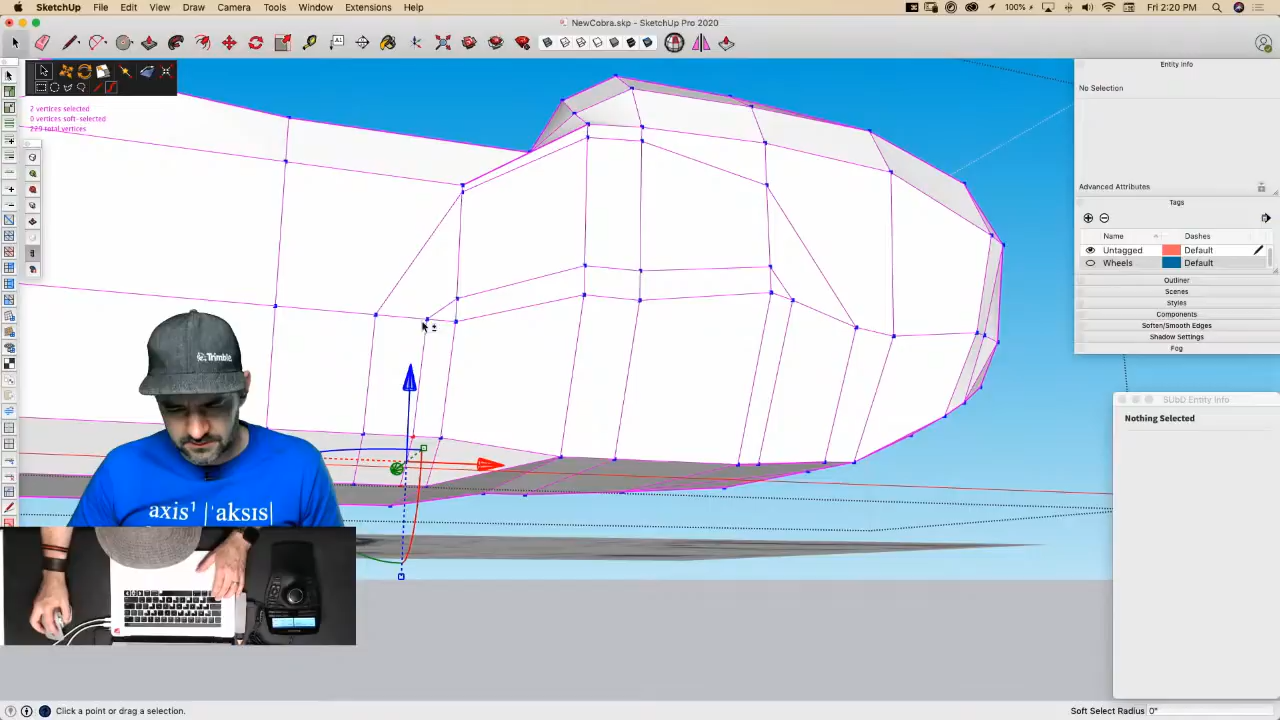 SketchUp File Edit View Draw Camera Tools Window Extensions Help
100% Fri 2:20 PM
NewCobra.skp - SketchUp Pro 2020
2 vertices selected
0 vertices soft-selected
229 total vertices
Entity Info
No Selection
Advanced Attributes
Tags
Name Dashes
Untagged Default
Wheels Default
Outliner
Scenes
Styles
Components
Soften/Smooth Edges
Shadow Settings
Fog
SUbD Entity Info
Nothing Selected
Trimble
axis¹ |ˈaksɪs|
Click a point or drag a selection.
Soft Select Radius 0"